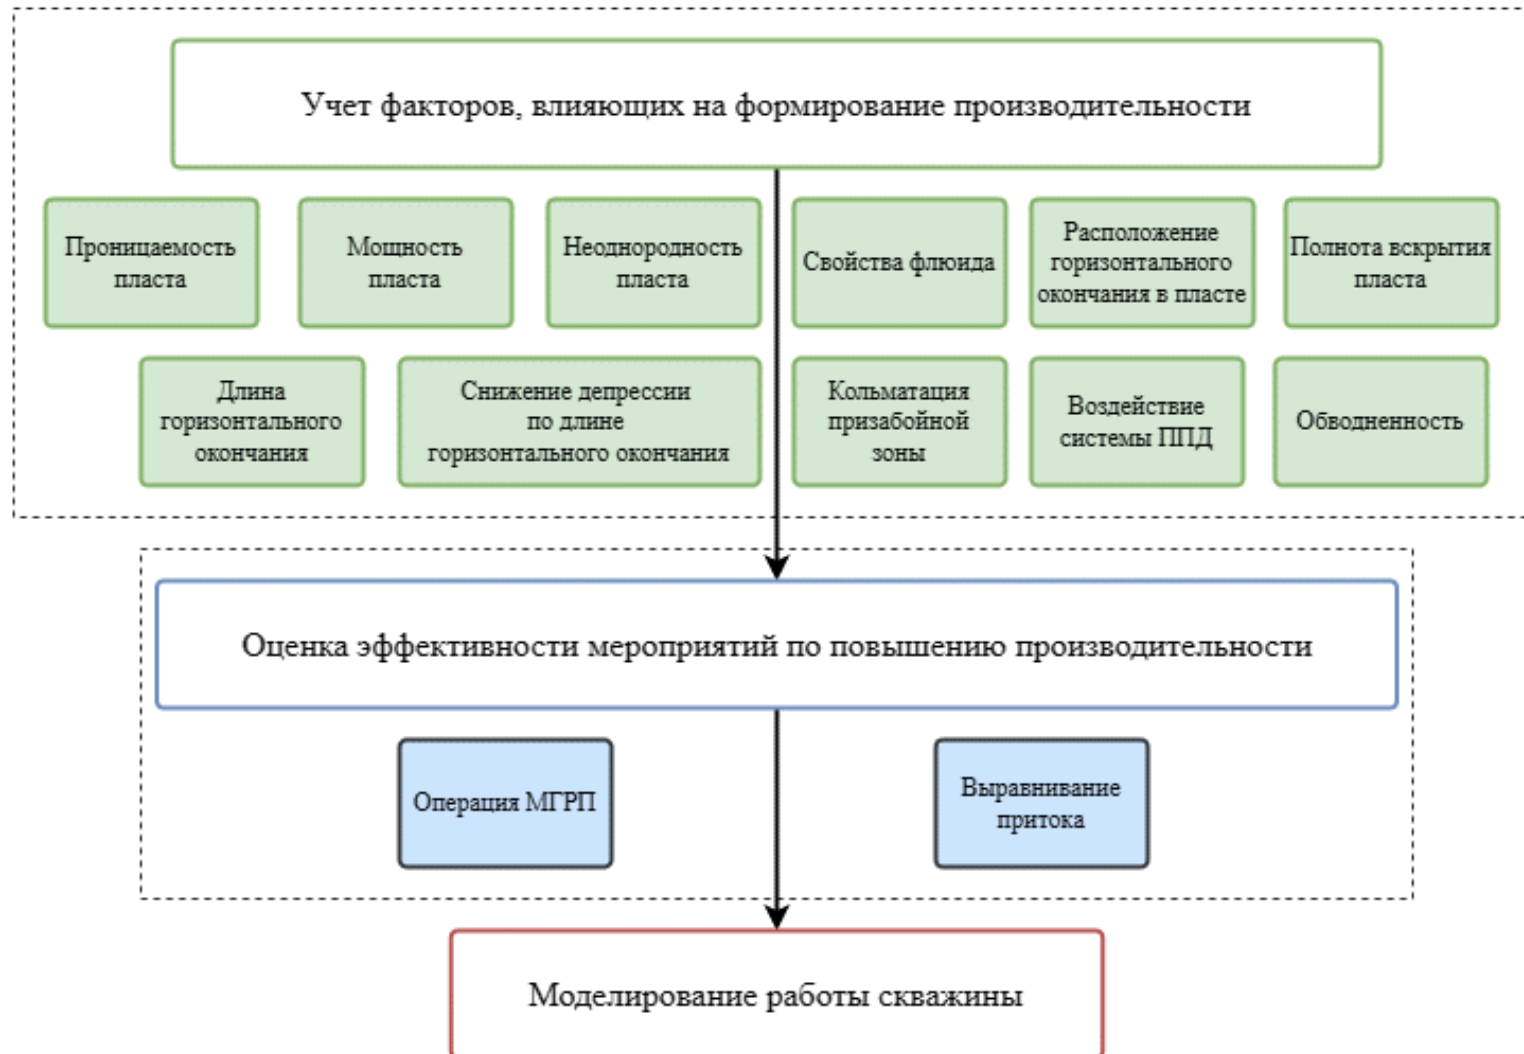 Учет факторов, влияющих на формирование производительности
Проницаемость
пласта
Мощность
пласта
Неоднородность
пласта
Свойства флюида
Расположение
горизонтального
окончания в пласте
Полнота вскрытия
пласта
Длина
горизонтального
окончания
Снижение депрессии
по длине
горизонтального окончания
Кольматация
призабойной
зоны
Воздействие
системы ППД
Обводненность
Оценка эффективности мероприятий по повышению производительности
Операция МГРП
Выравнивание
притока
Моделирование работы скважины